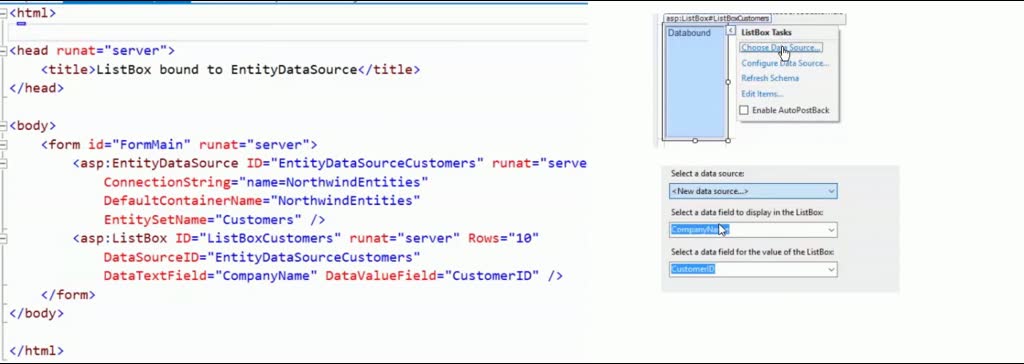 <html>
<head runat="server">
<title>ListBox bound to EntityDataSource</title>
</head>
<body>
<form id="FormMain" runat="server">
<asp:EntityDataSource ID="EntityDataSourceCustomers" runat="serve
ConnectionString="name=NorthwindEntities"
DefaultContainerName="NorthwindEntities"
EntitySetName="Customers" />
<asp:ListBox ID="ListBoxCustomers" runat="server" Rows="10"
DataSourceID="EntityDataSourceCustomers"
DataTextField="CompanyName" DataValueField="CustomerID" />
</form>
</body>
</html>
asp:ListBox#ListBoxCustomers
Databound
ListBox Tasks
Choose Data Source...
Configure Data Source...
Refresh Schema
Edit Items...
Enable AutoPostBack
Select a data source:
<New data source...>
Select a data field to display in the ListBox:
CompanyName
Select a data field for the value of the ListBox:
CustomerID